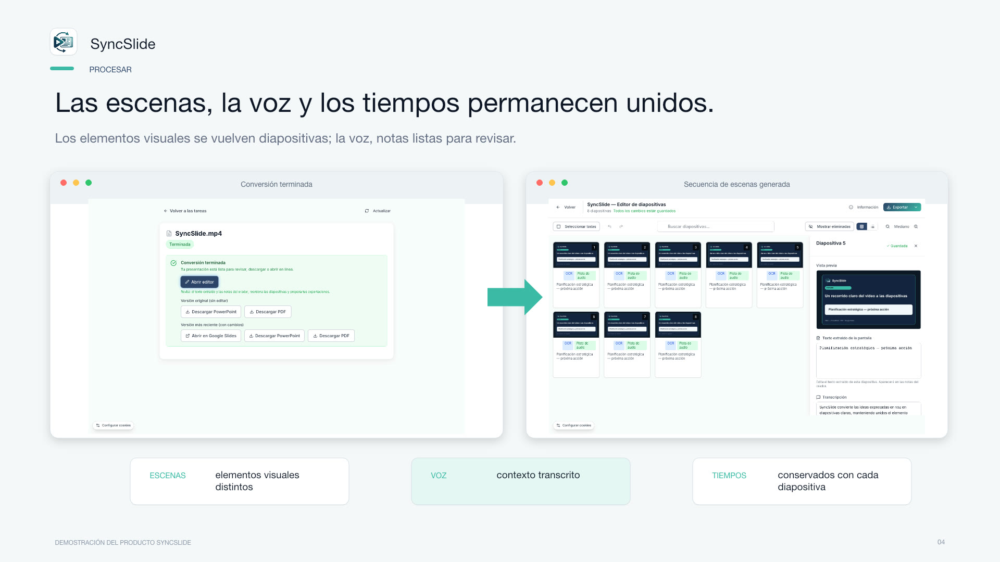 SyncSlide
PROCESAR
Las escenas, la voz y los tiempos permanecen unidos.
Los elementos visuales se vuelven diapositivas; la voz, notas listas para revisar.
Conversión terminada
Volver a las tareas
Actualizar
SyncSlide.mp4
Terminada
Conversión terminada
Tu presentación está lista para revisar, descargar o abrir en línea.
Abrir editor
Revisa el texto extraído y las notas del orador, reordena las diapositivas y prepara tus exportaciones.
Versión original (sin editar)
Descargar PowerPoint
Descargar PDF
Versión más reciente (con cambios)
Abrir en Google Slides
Descargar PowerPoint
Descargar PDF
Configurar cookies
Secuencia de escenas generada
Volver
SyncSlide — Editor de diapositivas
8 diapositivas Todos los cambios están guardados
Información
Exportar
Seleccionar todas
Buscar diapositivas...
Mostrar eliminadas
Mediano
1
2
3
4
5
OCR
Pista de
audio
Planificación estratégica
— próxima acción
OCR
Pista de
audio
Planificación estratégica
— próxima acción
OCR
Pista de
audio
Planificación estratégica
— próxima acción
OCR
Pista de
audio
Planificación estratégica
— próxima acción
OCR
Pista de
audio
Planificación estratégica
— próxima acción
6
7
8
OCR
Pista de
audio
Planificación estratégica
— próxima acción
OCR
Pista de
audio
Planificación estratégica
— próxima acción
OCR
Pista de
audio
Planificación estratégica
— próxima acción
Diapositiva 5
Guardada
Vista previa
SyncSlide
Un recorrido claro del video a las diapositivas
Planificación estratégica — próxima acción
Texto extraído de la pantalla
Planificación estratégica — próxima acción
Edita el texto extraído de esta diapositiva. Aparecerá en las notas del
orador.
Transcripción
SyncSlide convierte las ideas expresadas en voz en
diapositivas claras, manteniendo unidos el elemento
Configurar cookies
ESCENAS
elementos visuales
distintos
VOZ
contexto transcrito
TIEMPOS
conservados con cada
diapositiva
DEMOSTRACIÓN DEL PRODUCTO SYNCSLIDE
04